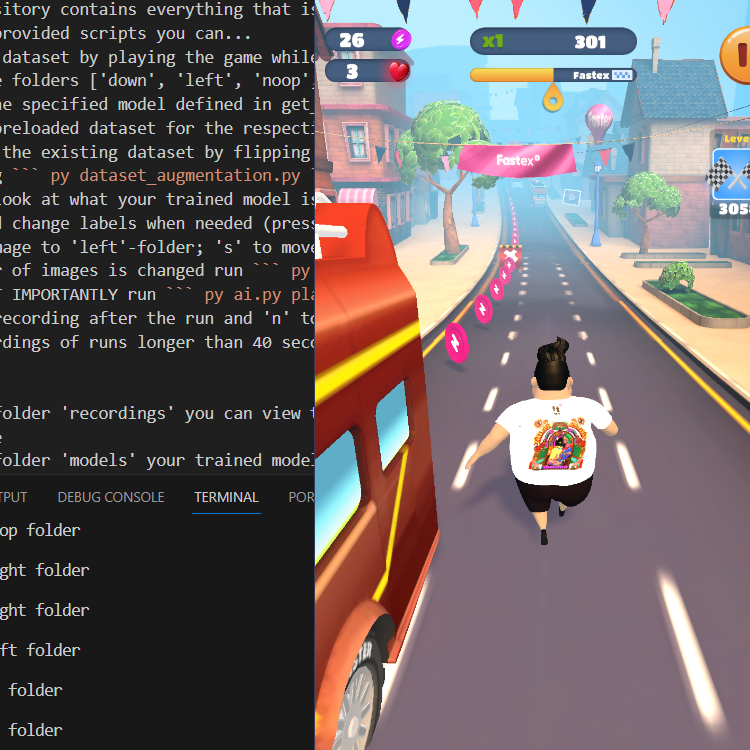 sitory contains everything that is
provided scripts you can...
dataset by playing the game while
folders ['down', 'left', 'noop',
he specified model defined in get_
preloaded dataset for the respecti
the existing dataset by flipping
``` py dataset_augmentation.py `
look at what your trained model is
d change labels when needed (press
mage to 'left'-folder; 's' to move
r of images is changed run ``` py
T IMPORTANTLY run ``` py ai.py pla
recording after the run and 'n' to
rdings of runs longer than 40 seco
folder 'recordings' you can view t
e
folder 'models' your trained model
TPUT DEBUG CONSOLE TERMINAL POR
op folder
ght folder
ght folder
ft folder
folder
folder
26
3
x1 301
Fastex
Fastex
Fastex
Leve
305